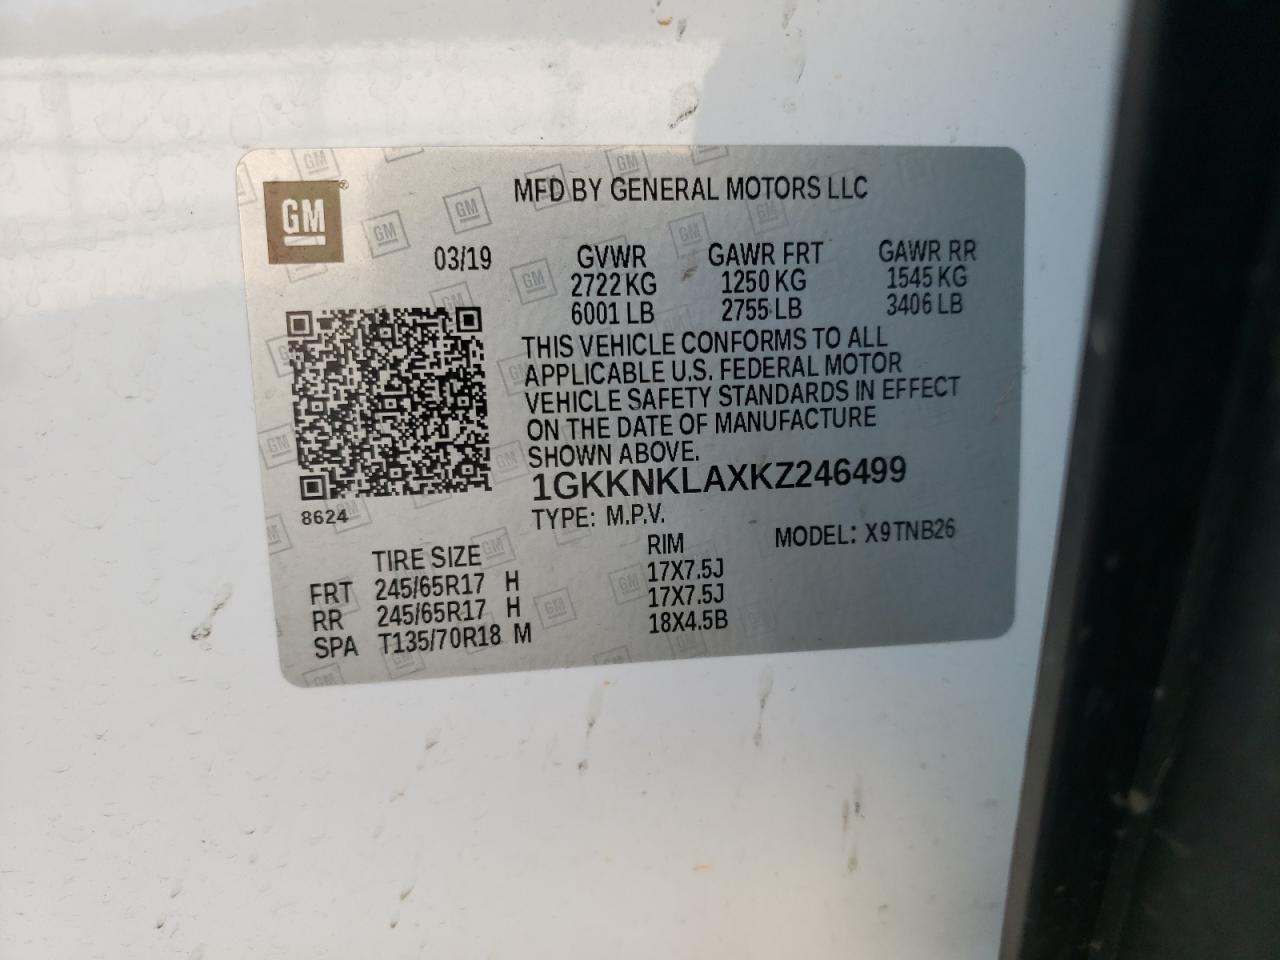 GM
MFD BY GENERAL MOTORS LLC
03/19 GVWR GAWR FRT GAWR RR
2722 KG 1250 KG 1545 KG
6001 LB 2755 LB 3406 LB
THIS VEHICLE CONFORMS TO ALL
APPLICABLE U.S. FEDERAL MOTOR
VEHICLE SAFETY STANDARDS IN EFFECT
ON THE DATE OF MANUFACTURE
SHOWN ABOVE.
1GKKNKLAXKZ246499
8624
TYPE: M.P.V. MODEL: X9TNB26
TIRE SIZE RIM
FRT 245/65R17 H 17X7.5J
RR 245/65R17 H 17X7.5J
SPA T135/70R18 M 18X4.5B